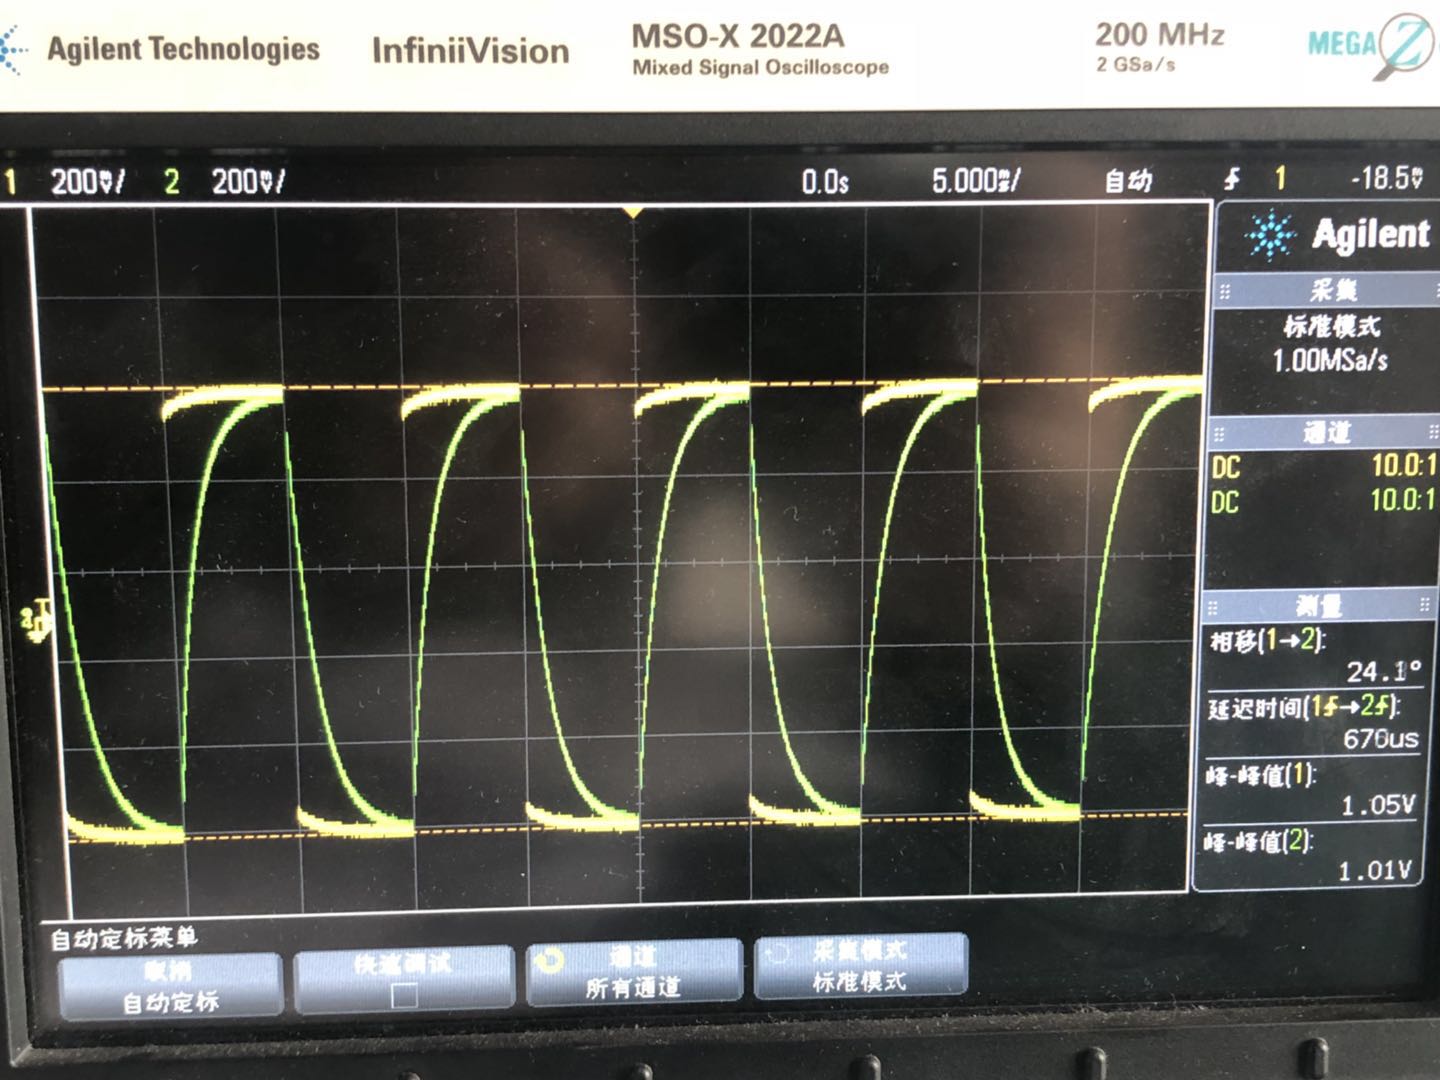 Agilent Technologies InfiniiVision MSO-X 2022A 200 MHz MEGA Z
Mixed Signal Oscilloscope 2 GSa/s
1 200mV/ 2 200mV/ 0.0s 5.000ms/ 自动 1 -18.5mV
Agilent
采集
标准模式
1.00MSa/s
通道
DC 10.0:1
DC 10.0:1
测量
相移(1→2):
24.1°
延迟时间(1→2):
670us
峰-峰值(1):
1.05V
峰-峰值(2):
1.01V
自动定标菜单
取消 快速调试 通道 采集模式
自动定标 所有通道 标准模式